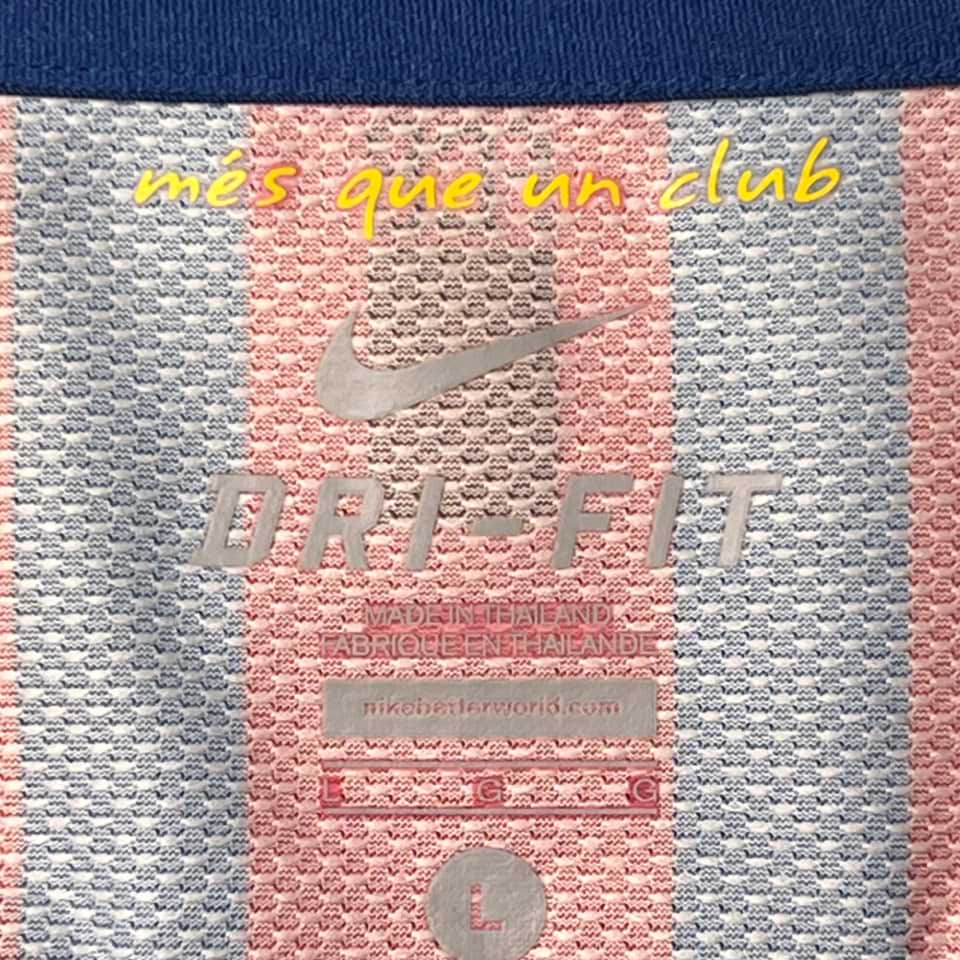 més que un club
DRI-FIT
MADE IN THAILAND
FABRIQUE EN THAILANDE
nikebetterworld.com
L G G
L